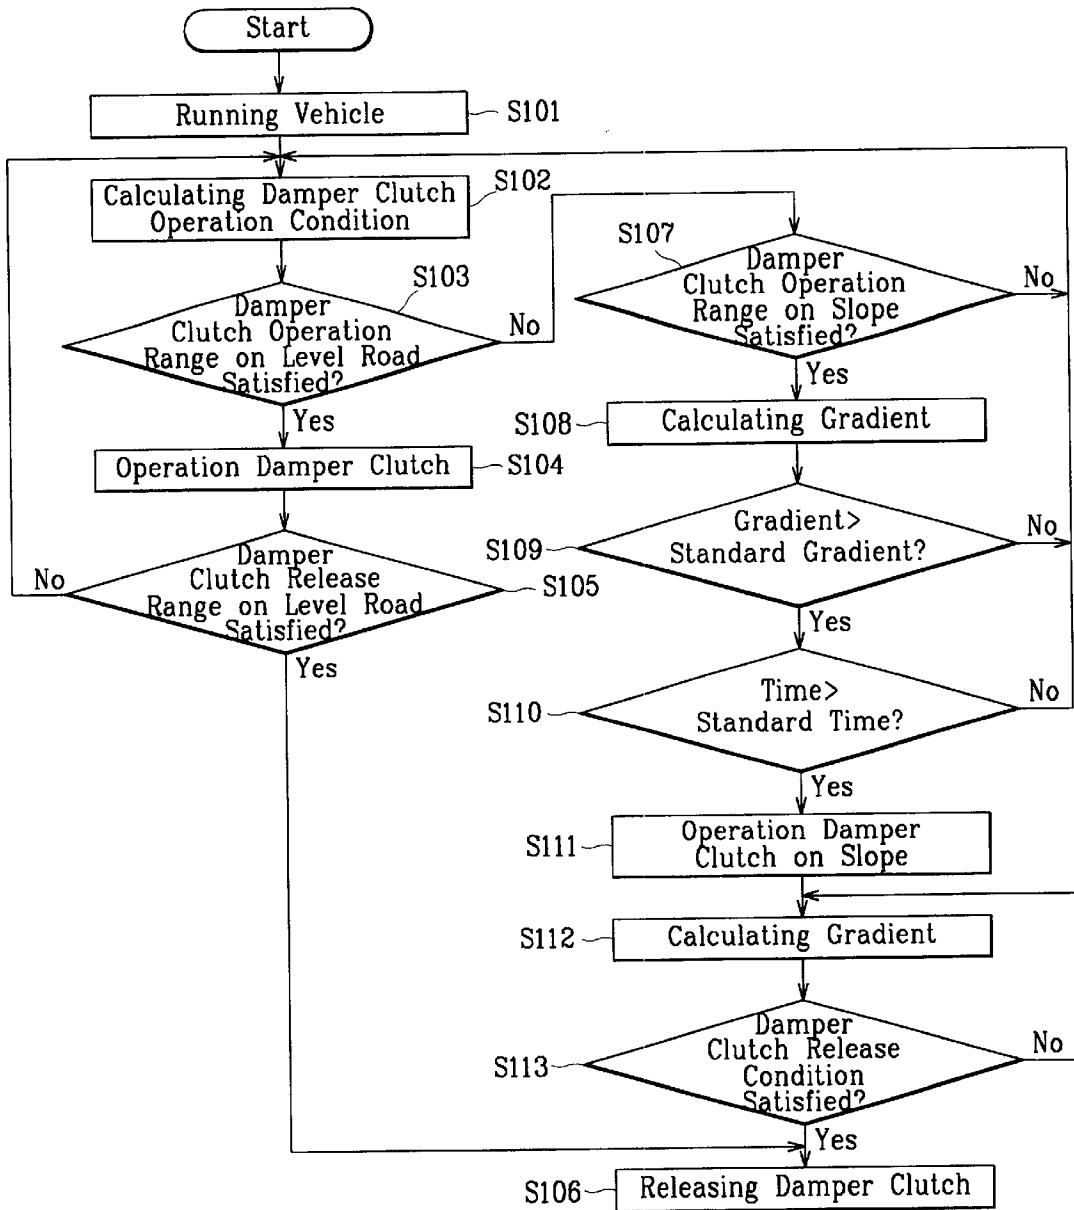 Start
Running Vehicle
S101
Calculating Damper Clutch
Operation Condition
S102
Damper
Clutch Operation
Range on Level Road
Satisfied?
S103
No
Yes
Operation Damper Clutch
S104
Damper
Clutch Release
Range on Level Road
Satisfied?
S105
No
Yes
S107
Damper
Clutch Operation
Range on Slope
Satisfied?
No
Yes
S108
Calculating Gradient
S109
Gradient>
Standard Gradient?
No
Yes
S110
Time>
Standard Time?
No
Yes
S111
Operation Damper
Clutch on Slope
S112
Calculating Gradient
S113
Damper
Clutch Release
Condition
Satisfied?
No
Yes
S106
Releasing Damper Clutch